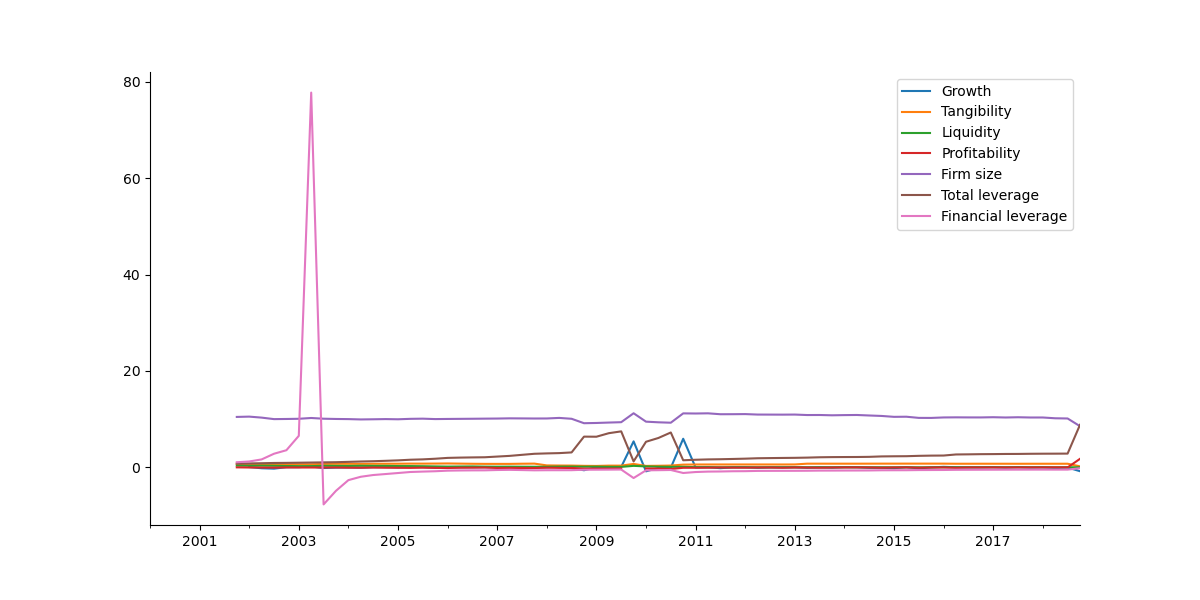 80
60
40
20
0
2001 2003 2005 2007 2009 2011 2013 2015 2017
Growth
Tangibility
Liquidity
Profitability
Firm size
Total leverage
Financial leverage